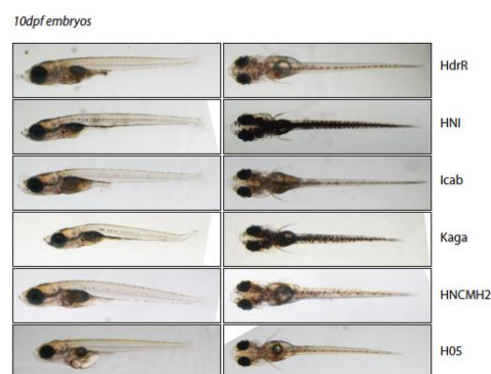 10dpf embryos
HdrR
HNI
Icab
Kaga
HNCMH2
H05